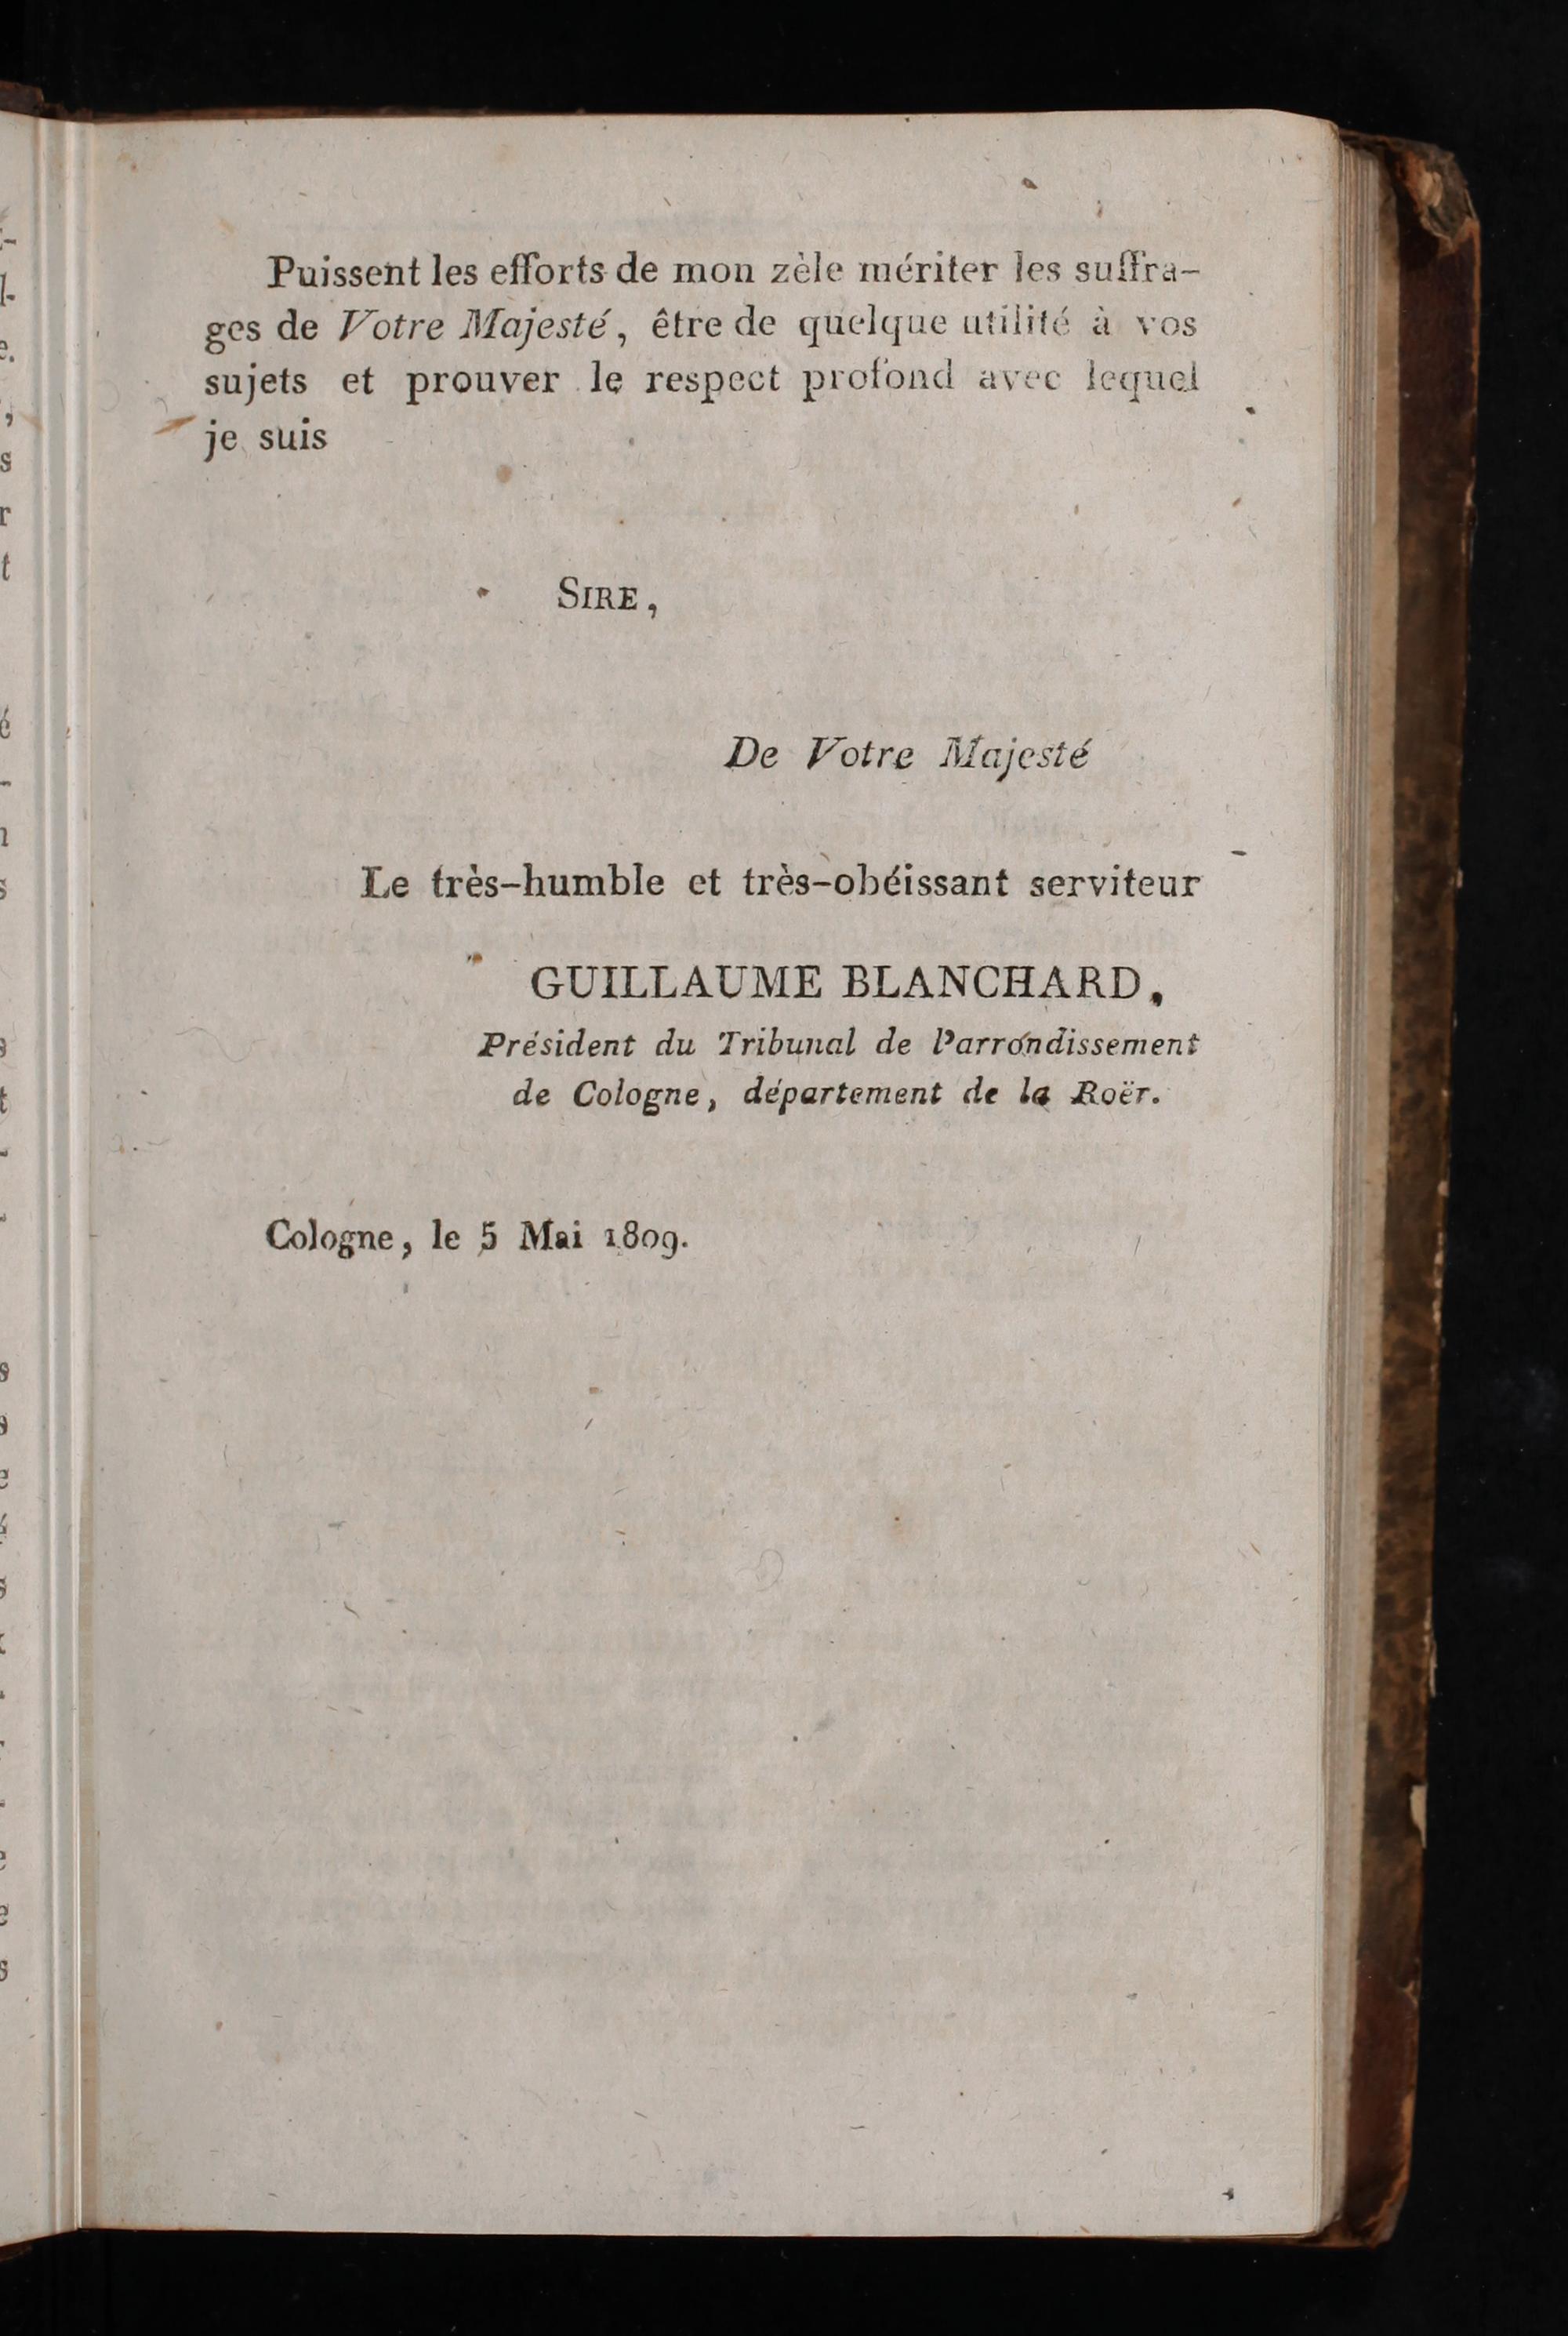 Puissent les efforts de mon zèle mériter les suffra-
ges de Votre Majesté, être de quelque utilité à vos
sujets et prouver le respect profond avec lequel
je suis
SIRE,
De Votre Majesté
Le très-humble et très-obéissant serviteur
GUILLAUME BLANCHARD,
Président du Tribunal de l'arrondissement
de Cologne, département de la Roër.
Cologne, le 5 Mai 1809.